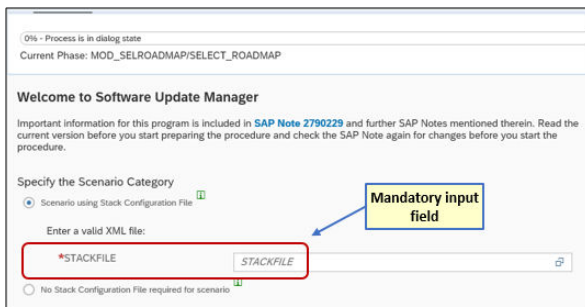 0% - Process is in dialog state
Current Phase: MOD_SELROADMAP/SELECT_ROADMAP
Welcome to Software Update Manager
Important information for this program is included in SAP Note 2790229 and further SAP Notes mentioned therein. Read the
current version before you start preparing the procedure and check the SAP Note again for changes before you start the
procedure.
Specify the Scenario Category
Scenario using Stack Configuration File
Mandatory input
field
Enter a valid XML file:
*STACKFILE
STACKFILE
No Stack Configuration File required for scenario